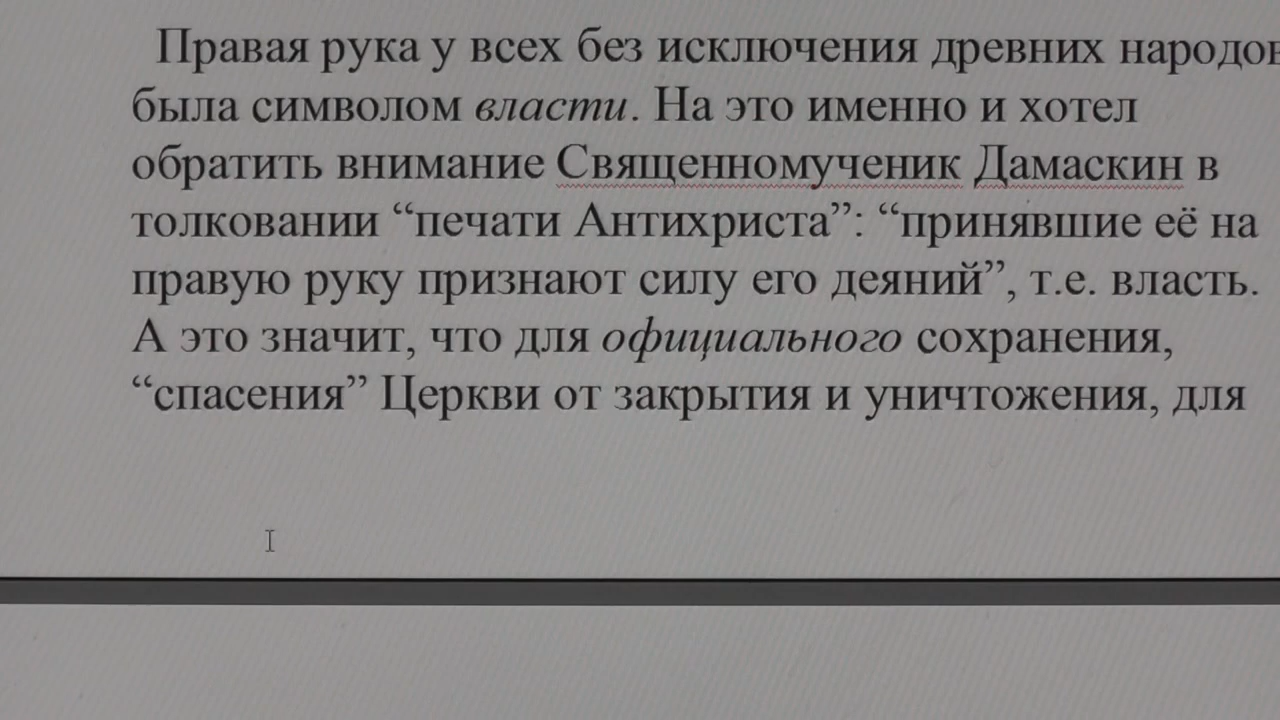 Правая рука у всех без исключения древних народов
была символом власти. На это именно и хотел
обратить внимание Священномученик Дамаскин в
толковании “печати Антихриста”: “принявшие её на
правую руку признают силу его деяний”, т.е. власть.
А это значит, что для официального сохранения,
“спасения” Церкви от закрытия и уничтожения, для